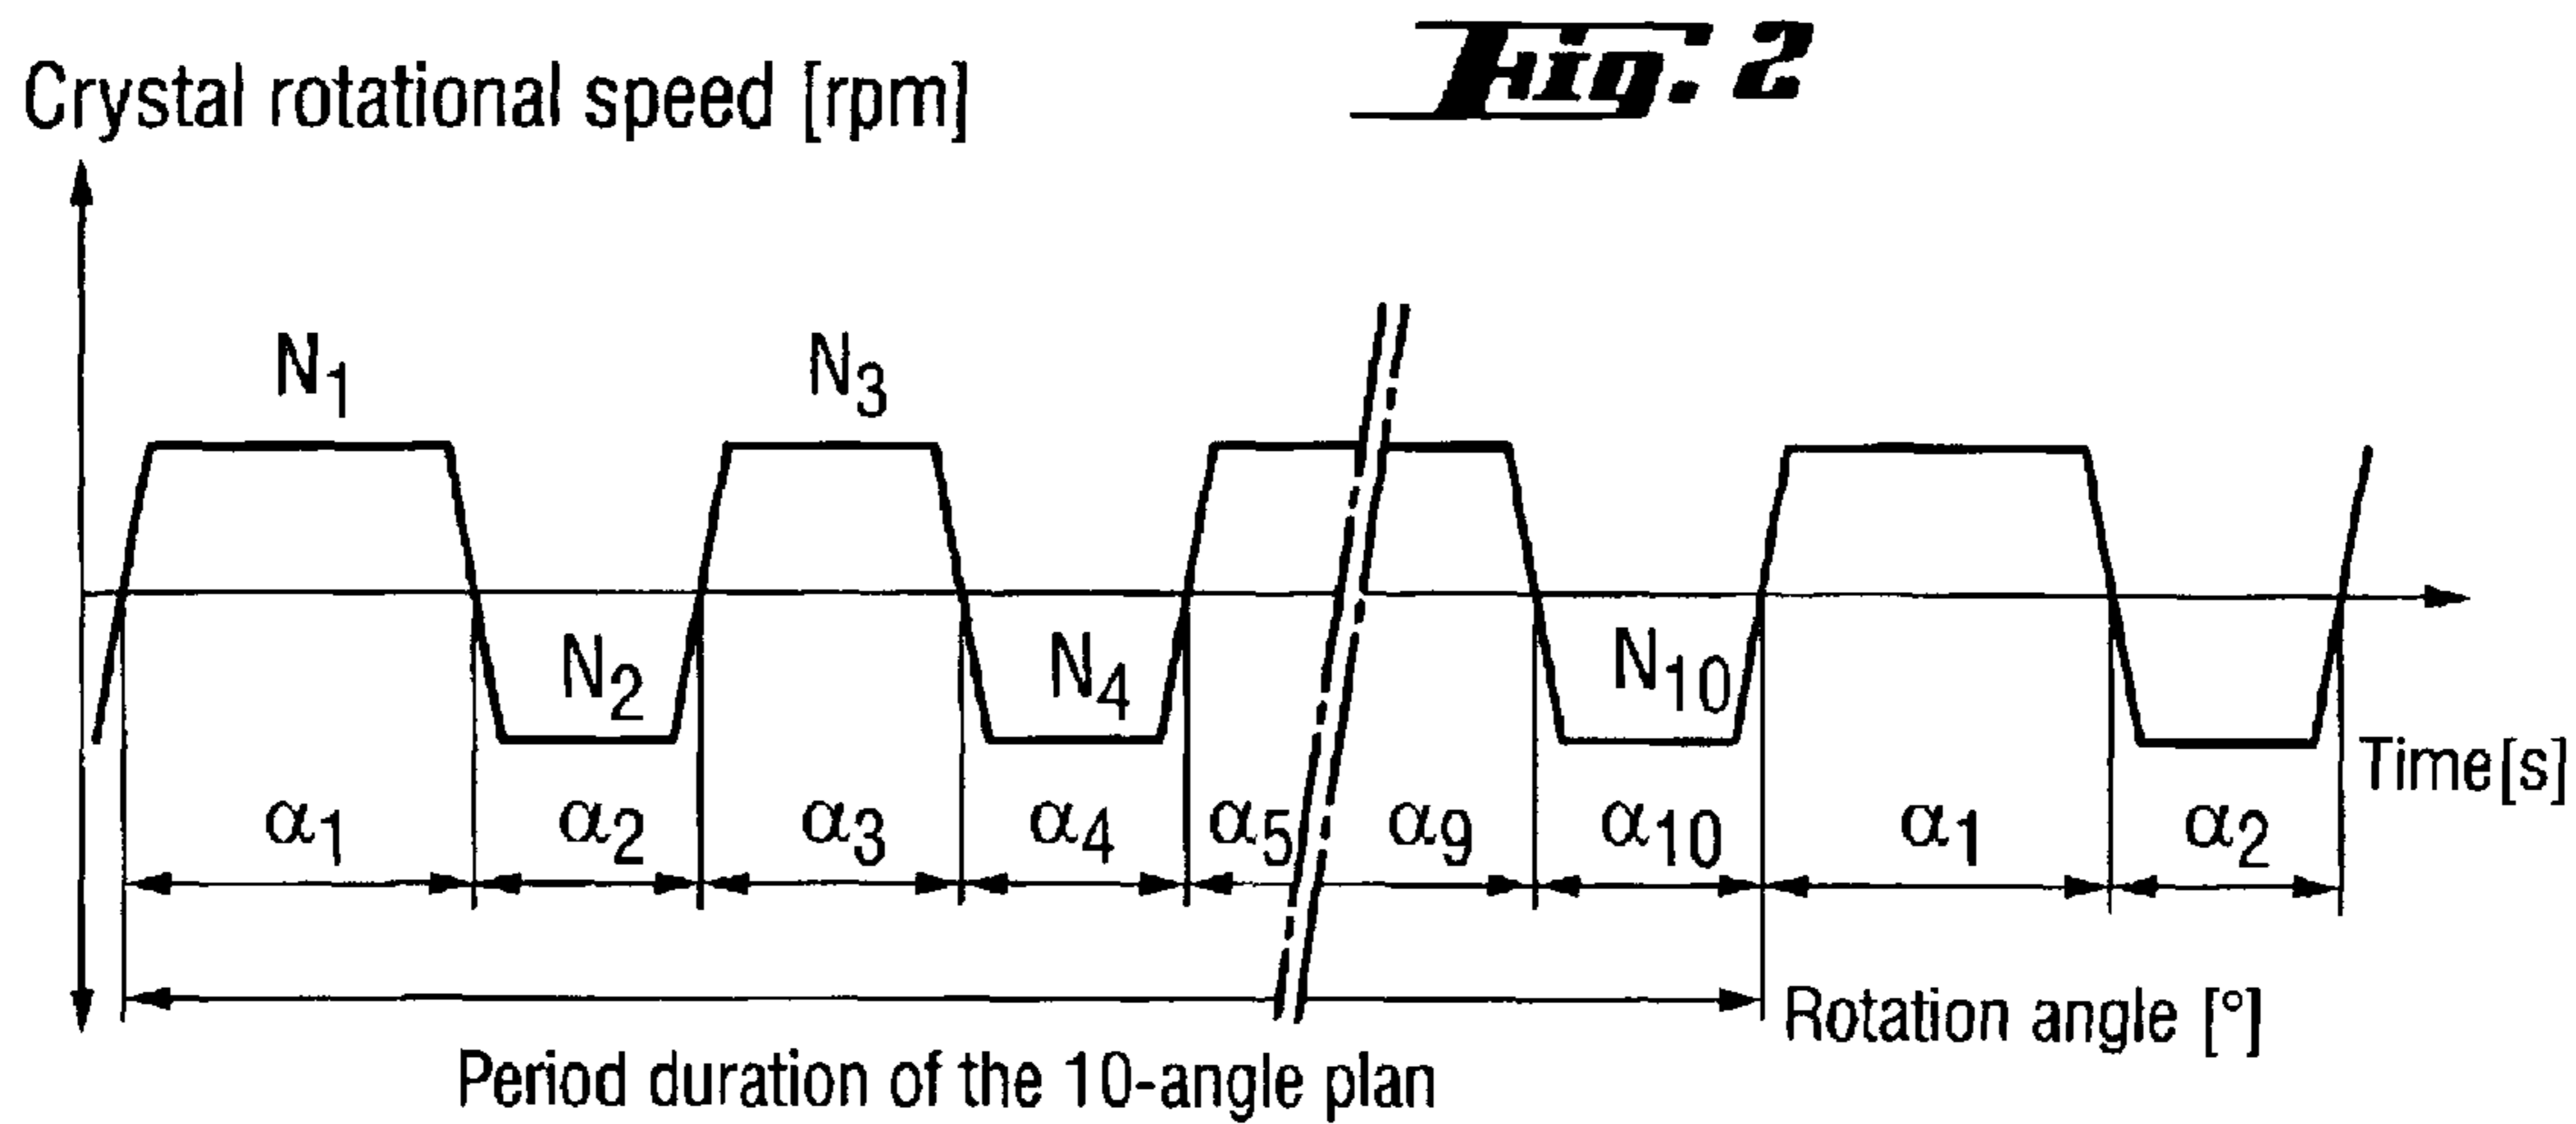 Fig. 2
Crystal rotational speed [rpm]
N1 N3
N2 N4 N10
Time[s]
α1 α2 α3 α4 α5 α9 α10 α1 α2
Rotation angle [°]
Period duration of the 10-angle plan